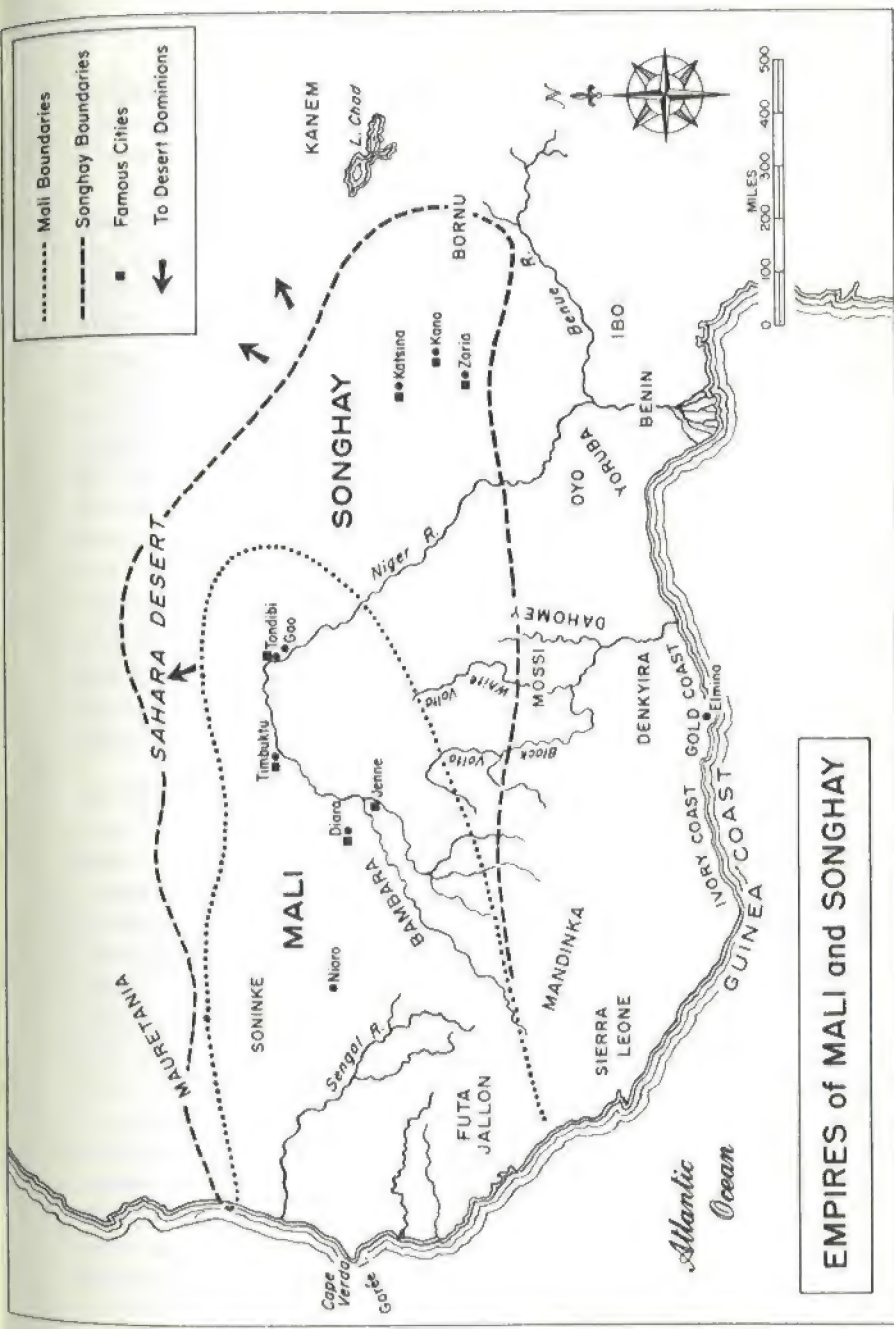 Mali Boundaries
Songhay Boundaries
Famous Cities
To Desert Dominions
KANEM
L. Chad
BORNU
SAHARA DESERT
MAURETANIA
SONGHAY
Katsina
Kano
Zaria
MALI
SONINKE
Niaro
Timbuktu
Tondibi
Gao
Diara
Jenne
BAMBARA
Niger R.
Sengal R.
Cape
Verda
Gorée
FUTA
JALLON
MANDINKA
SIERRA
LEONE
White
Volta
Black
Volta
MOSSI
DAHOMEY
OYO
YORUBA
BENIN
IBO
Benue R.
DENKYIRA
IVORY COAST
GOLD COAST
Elmina
GUINEA COAST
Atlantic
Ocean
N
MILES
0 100 200 300 400 500
EMPIRES of MALI and SONGHAY